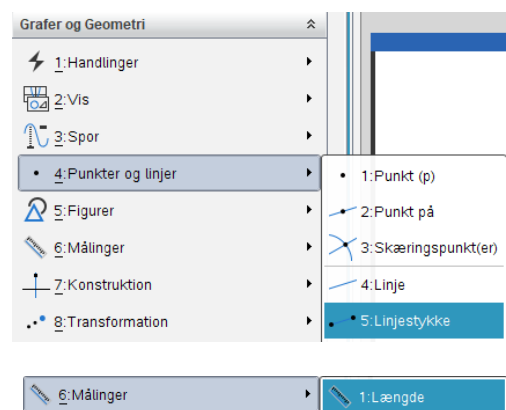 Grafer og Geometri
1:Handlinger
2:Vis
3:Spor
4:Punkter og linjer
5:Figurer
6:Målinger
7:Konstruktion
8:Transformation
1:Punkt (p)
2:Punkt på
3:Skæringspunkt(er)
4:Linje
5:Linjestykke
6:Målinger
1:Længde